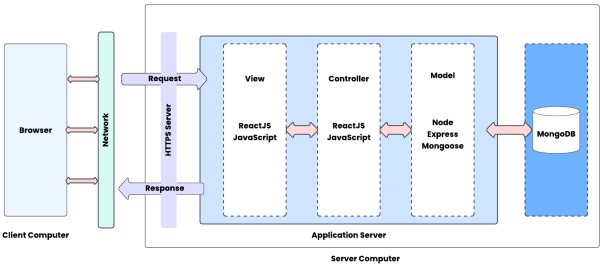 Browser
Client Computer
Network
Request
Response
HTTPS Server
View
ReactJS
JavaScript
Controller
ReactJS
JavaScript
Model
Node
Express
Mongoose
MongoDB
Application Server
Server Computer